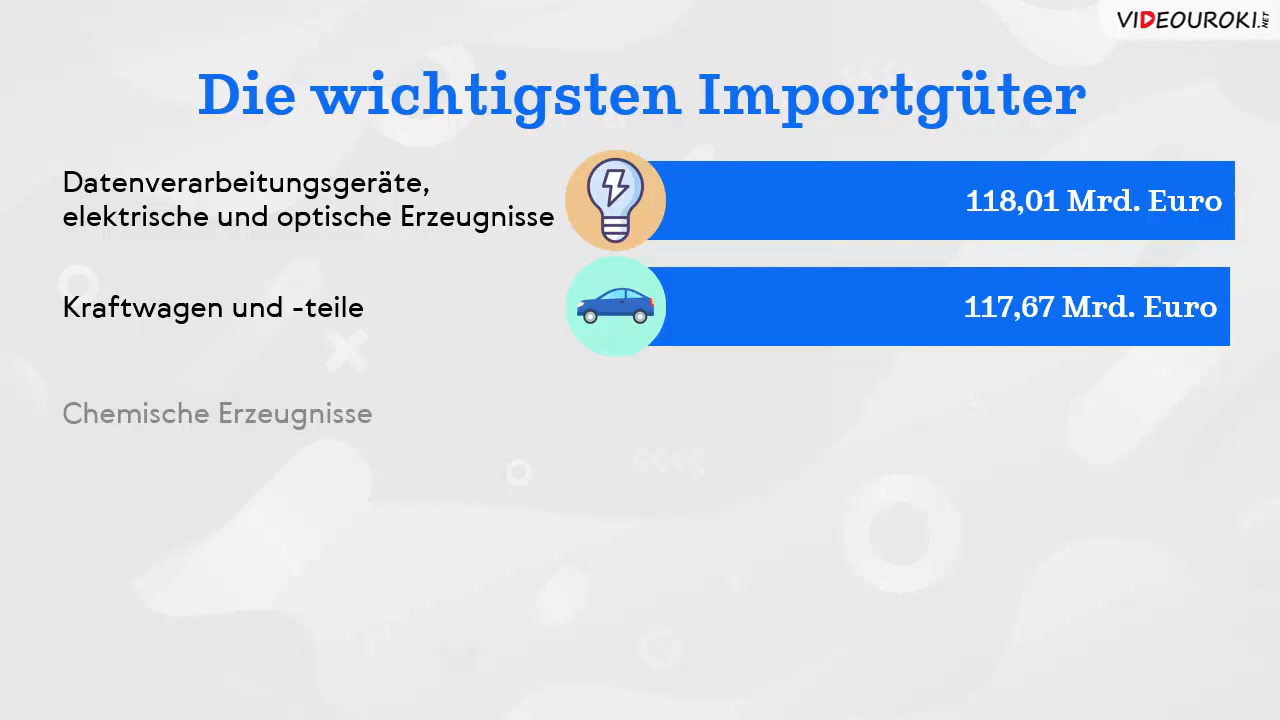 VIDEOUROKI.NET
Die wichtigsten Importgüter
Datenverarbeitungsgeräte,
elektrische und optische Erzeugnisse
118,01 Mrd. Euro
Kraftwagen und -teile
117,67 Mrd. Euro
Chemische Erzeugnisse